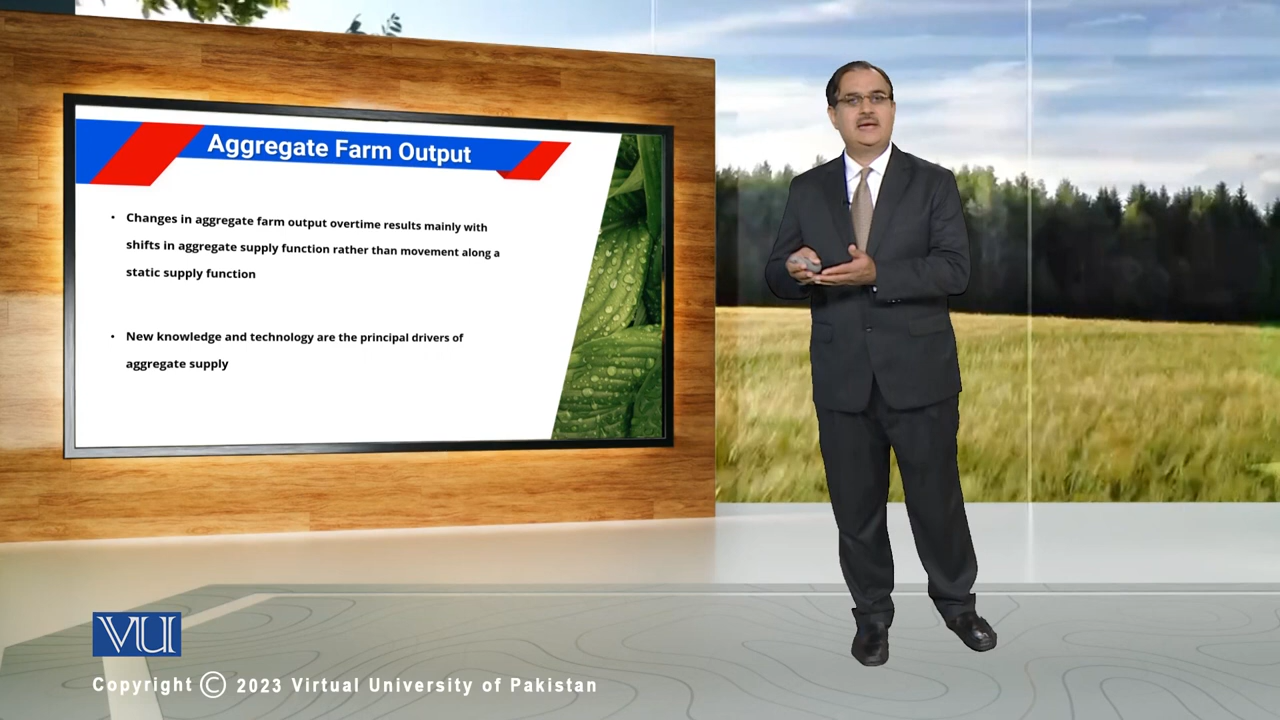 Aggregate Farm Output
• Changes in aggregate farm output overtime results mainly with
shifts in aggregate supply function rather than movement along a
static supply function
• New knowledge and technology are the principal drivers of
aggregate supply
VU
Copyright © 2023 Virtual University of Pakistan